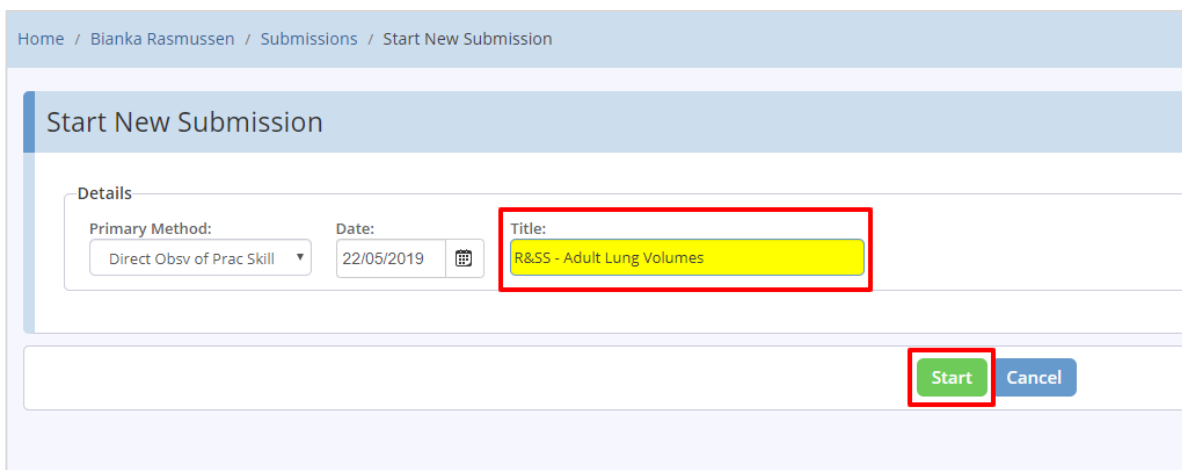 Home / Bianka Rasmussen / Submissions / Start New Submission
Start New Submission
Details
Primary Method: Date: Title:
Direct Obsv of Prac Skill 22/05/2019 R&SS - Adult Lung Volumes
Start Cancel